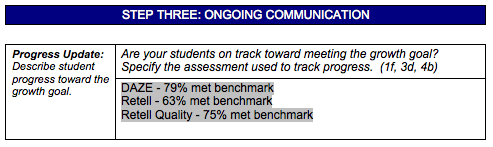 STEP THREE: ONGOING COMMUNICATION
Progress Update:
Describe student
progress toward the
growth goal.
Are your students on track toward meeting the growth goal?
Specify the assessment used to track progress.  (1f, 3d, 4b)
DAZE - 79% met benchmark
Retell - 63% met benchmark
Retell Quality - 75% met benchmark